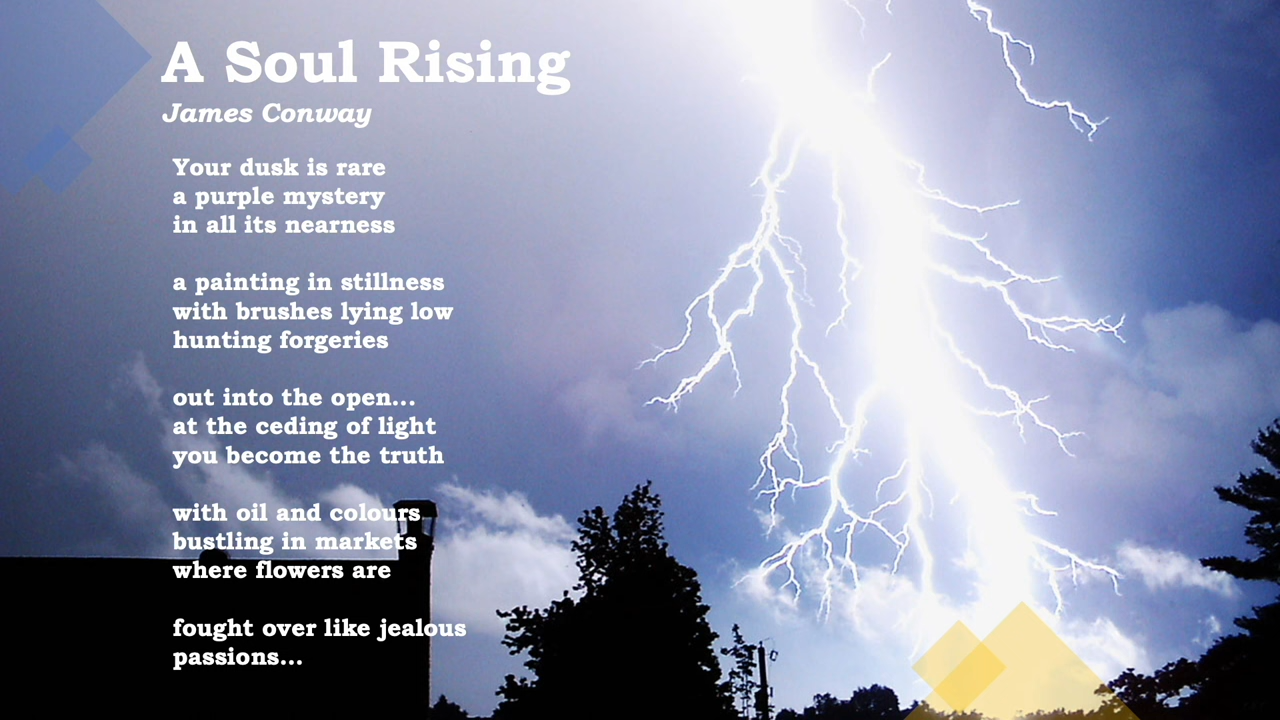 A Soul Rising
James Conway
Your dusk is rare
a purple mystery
in all its nearness
a painting in stillness
with brushes lying low
hunting forgeries
out into the open...
at the ceding of light
you become the truth
with oil and colours
bustling in markets
where flowers are
fought over like jealous
passions...